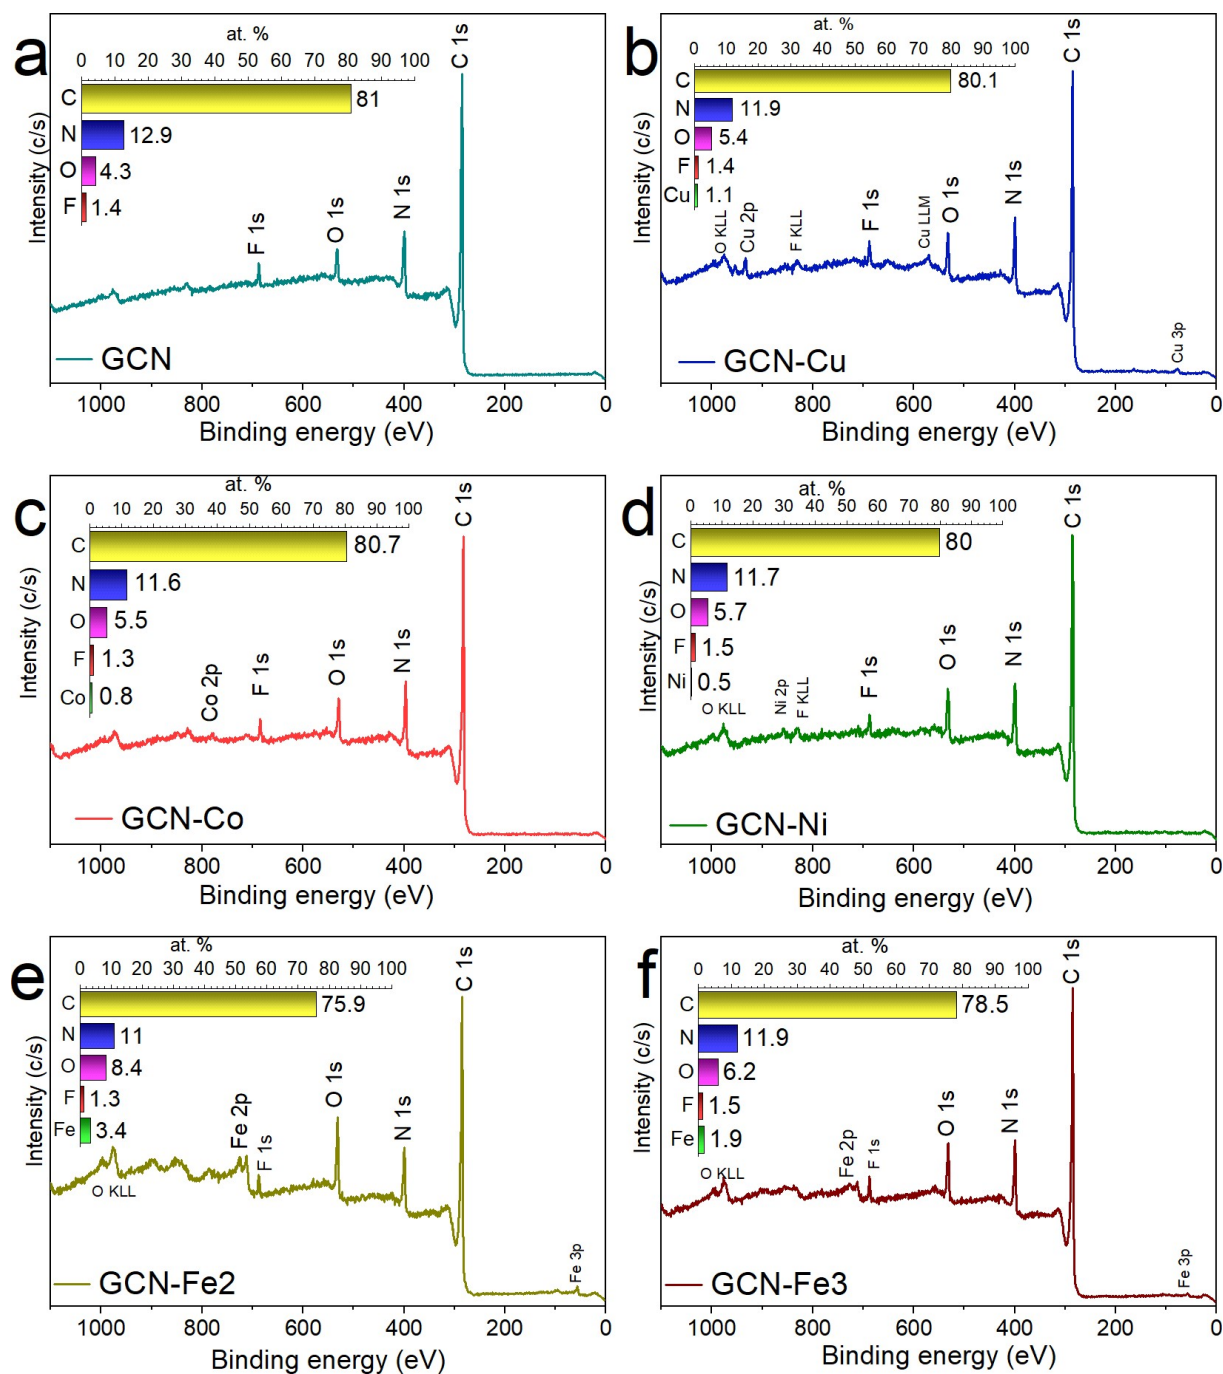 a
at. %
0 10 20 30 40 50 60 70 80 90 100
C 81
N 12.9
O 4.3
F 1.4
F 1s
O 1s
N 1s
C 1s
Intensity (c/s)
GCN
1000 800 600 400 200 0
Binding energy (eV)
b
at. %
0 10 20 30 40 50 60 70 80 90 100
C 80.1
N 11.9
O 5.4
F 1.4
Cu 1.1
O KLL
Cu 2p
F KLL
F 1s
Cu LLM
O 1s
N 1s
C 1s
Cu 3p
Intensity (c/s)
GCN-Cu
1000 800 600 400 200 0
Binding energy (eV)
c
at. %
0 10 20 30 40 50 60 70 80 90 100
C 80.7
N 11.6
O 5.5
F 1.3
Co 0.8
Co 2p
F 1s
O 1s
N 1s
C 1s
Intensity (c/s)
GCN-Co
1000 800 600 400 200 0
Binding energy (eV)
d
at. %
0 10 20 30 40 50 60 70 80 90 100
C 80
N 11.7
O 5.7
F 1.5
Ni 0.5
O KLL
Ni 2p
F KLL
F 1s
O 1s
N 1s
C 1s
Intensity (c/s)
GCN-Ni
1000 800 600 400 200 0
Binding energy (eV)
e
at. %
0 10 20 30 40 50 60 70 80 90 100
C 75.9
N 11
O 8.4
F 1.3
Fe 3.4
O KLL
Fe 2p
F 1s
O 1s
N 1s
C 1s
Fe 3p
Intensity (c/s)
GCN-Fe2
1000 800 600 400 200 0
Binding energy (eV)
f
at. %
0 10 20 30 40 50 60 70 80 90 100
C 78.5
N 11.9
O 6.2
F 1.5
Fe 1.9
O KLL
Fe 2p
F 1s
O 1s
N 1s
C 1s
Fe 3p
Intensity (c/s)
GCN-Fe3
1000 800 600 400 200 0
Binding energy (eV)